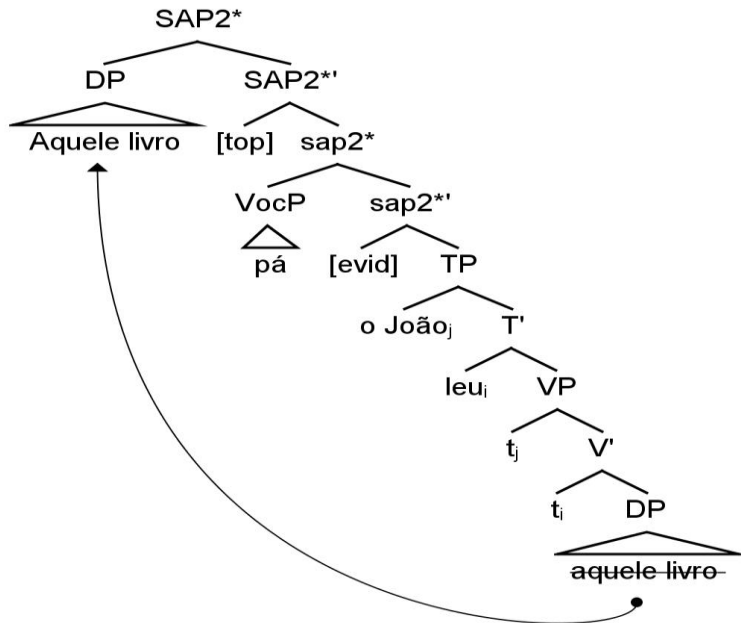 SAP2*
DP SAP2*'
Aquele livro [top] sap2*
VocP sap2*'
pá [evid] TP
o Joãoⱼ T'
leuᵢ VP
tⱼ V'
tᵢ DP
aquele livro